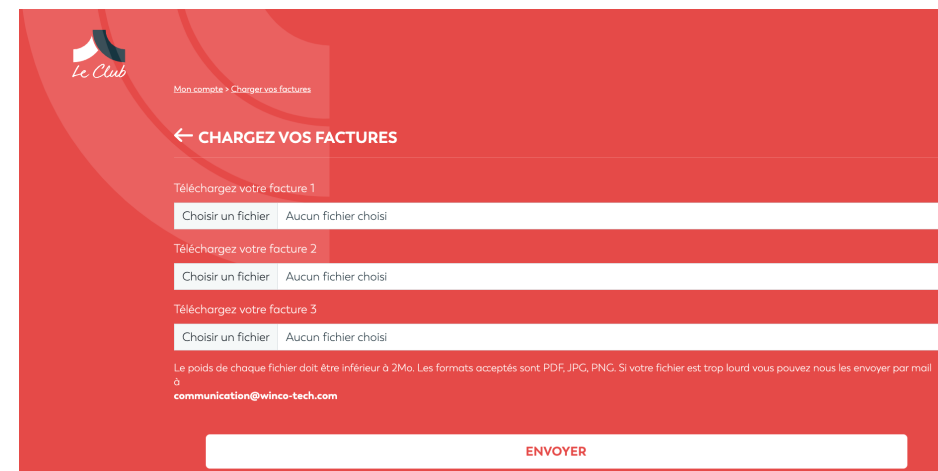 Le Club
Mon compte > Charger vos factures
← CHARGEZ VOS FACTURES
Téléchargez votre facture 1
Choisir un fichier Aucun fichier choisi
Téléchargez votre facture 2
Choisir un fichier Aucun fichier choisi
Téléchargez votre facture 3
Choisir un fichier Aucun fichier choisi
Le poids de chaque fichier doit être inférieur à 2Mo. Les formats acceptés sont PDF, JPG, PNG. Si votre fichier est trop lourd vous pouvez nous les envoyer par mail
à
communication@winco-tech.com
ENVOYER